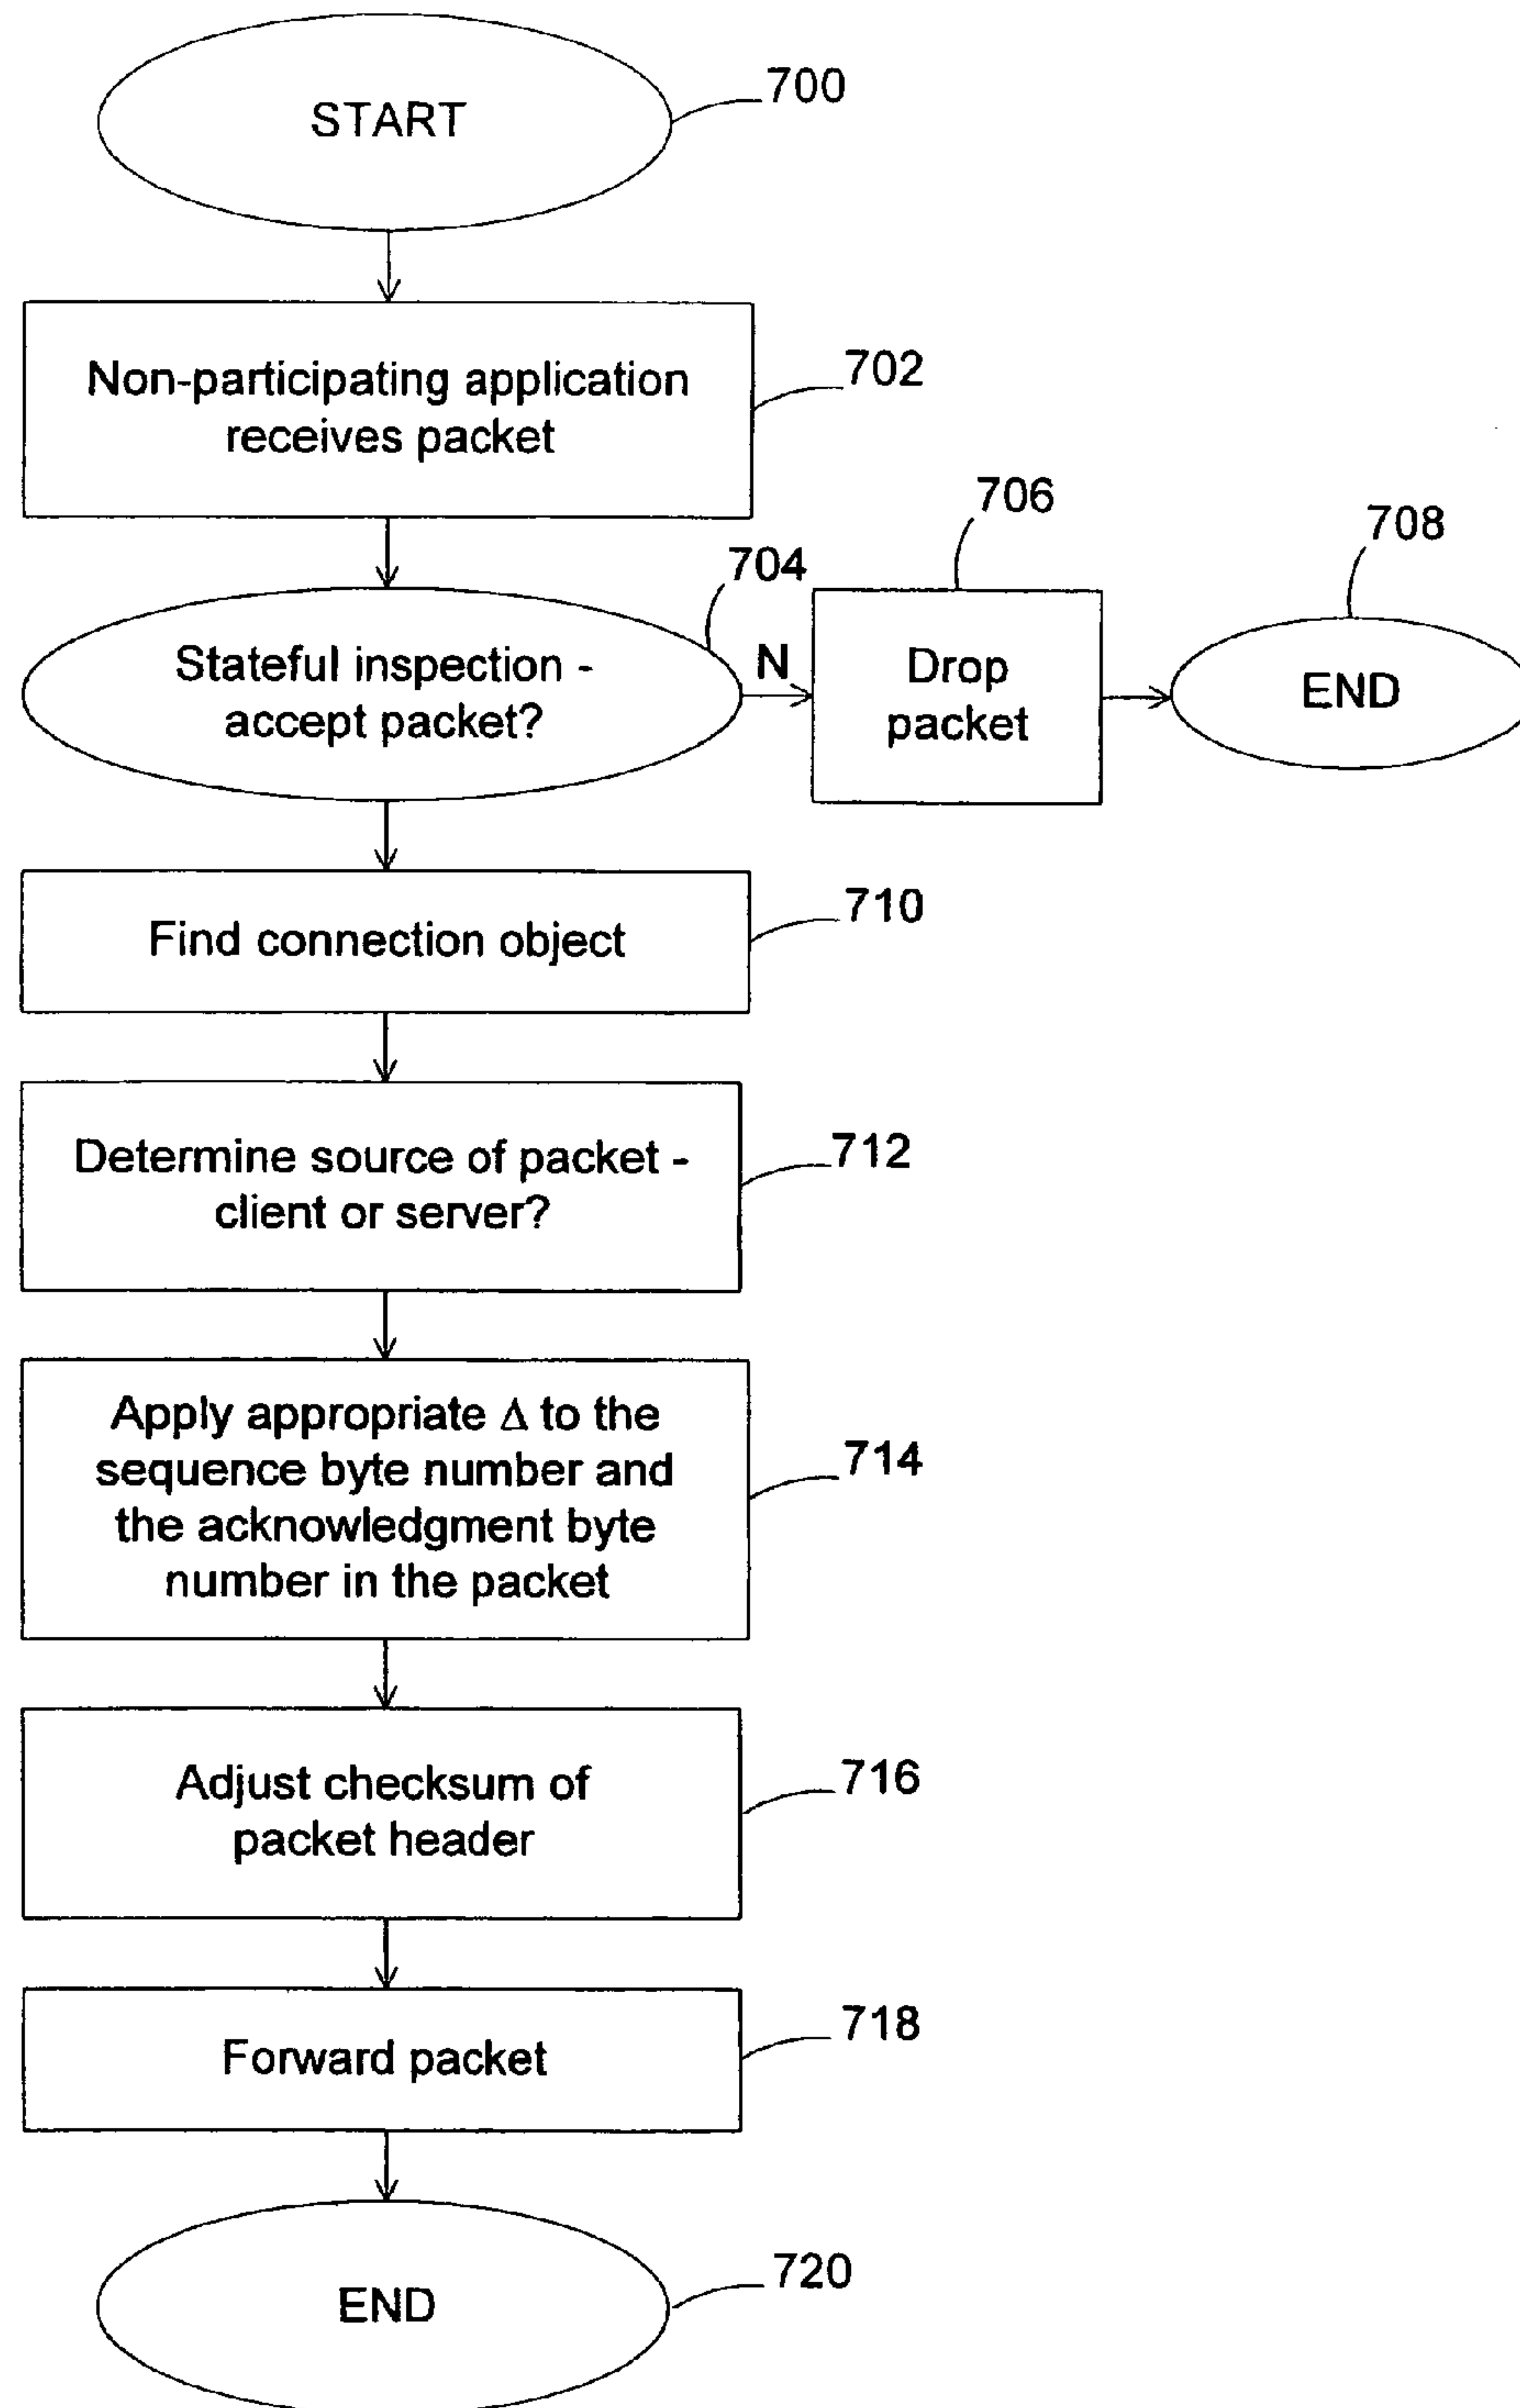 START
700
Non-participating application
receives packet
702
Stateful inspection -
accept packet?
704
N
Drop
packet
706
END
708
Find connection object
710
Determine source of packet -
client or server?
712
Apply appropriate Δ to the
sequence byte number and
the acknowledgment byte
number in the packet
714
Adjust checksum of
packet header
716
Forward packet
718
END
720